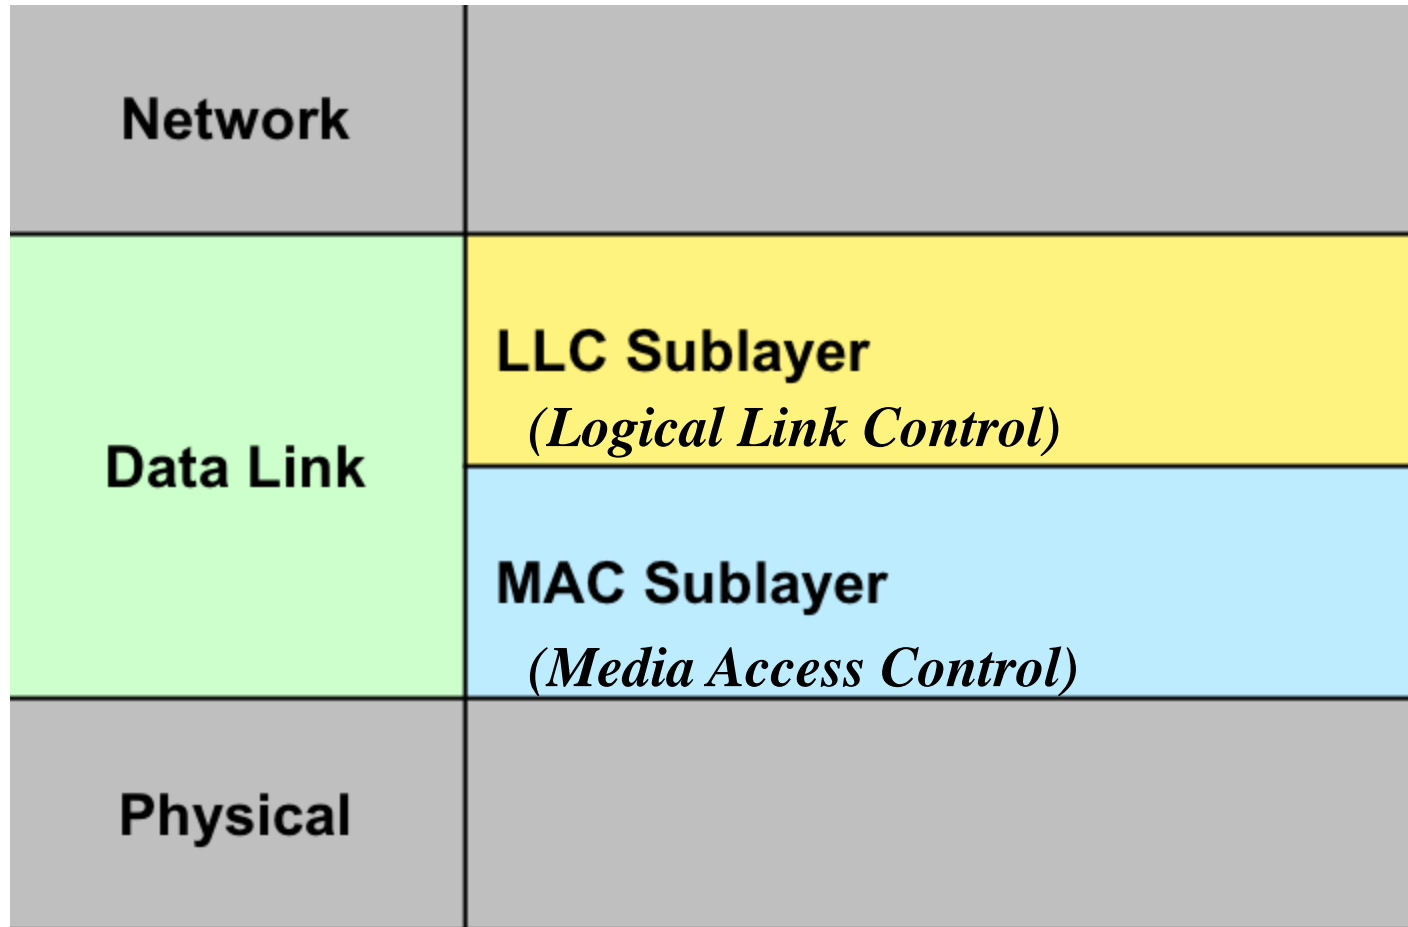 Network
LLC Sublayer
(Logical Link Control)
Data Link
MAC Sublayer
(Media Access Control)
Physical